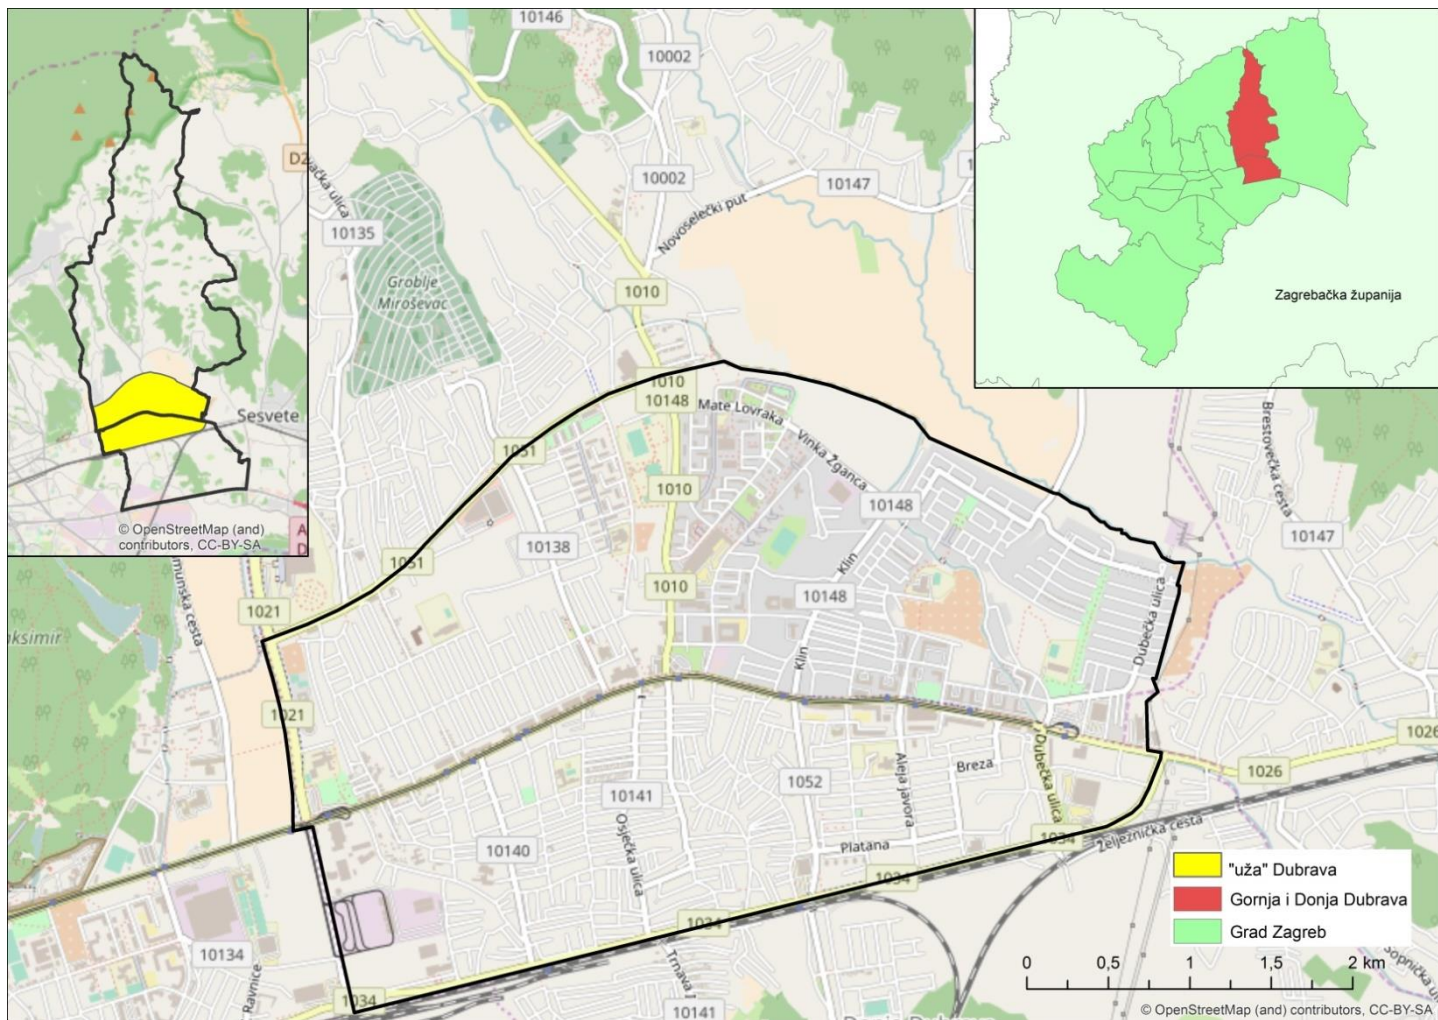 10146
10002
D2
10002
10147
Novoselečki put
10135
Groblje
Miroševac
1010
Zagrebačka županija
Sesvete
© OpenStreetMap (and)
contributors, CC-BY-SA
1010
10148
Mate Lovraka
Vinka Žganca
Brestovečka cesta
1051
1010
10148
10147
10138
1051
Klin
1010
10148
1021
Dubečka ulica
Klin
1021
1026
1026
Dubečka ulica
Aleja javora
Breza
1052
10141
Osječka ulica
10140
Platana
1034
Željeznička cesta
1034
1034
10134
Ravnice
1034
10141
"uža" Dubrava
Gornja i Donja Dubrava
Grad Zagreb
0 0,5 1 1,5 2 km
© OpenStreetMap (and) contributors, CC-BY-SA